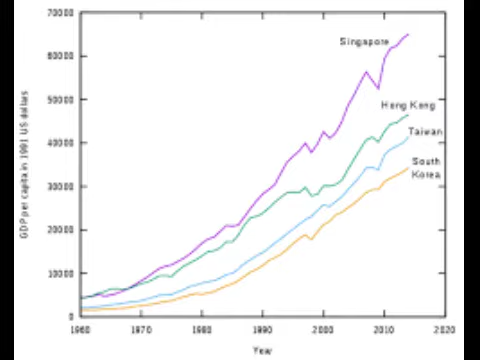 70000
60000
50000
40000
30000
20000
10000
0
GDP per capita in 1991 US dollars
Singapore
Hong Kong
Taiwan
South
Korea
1960 1970 1980 1990 2000 2010 2020
Year